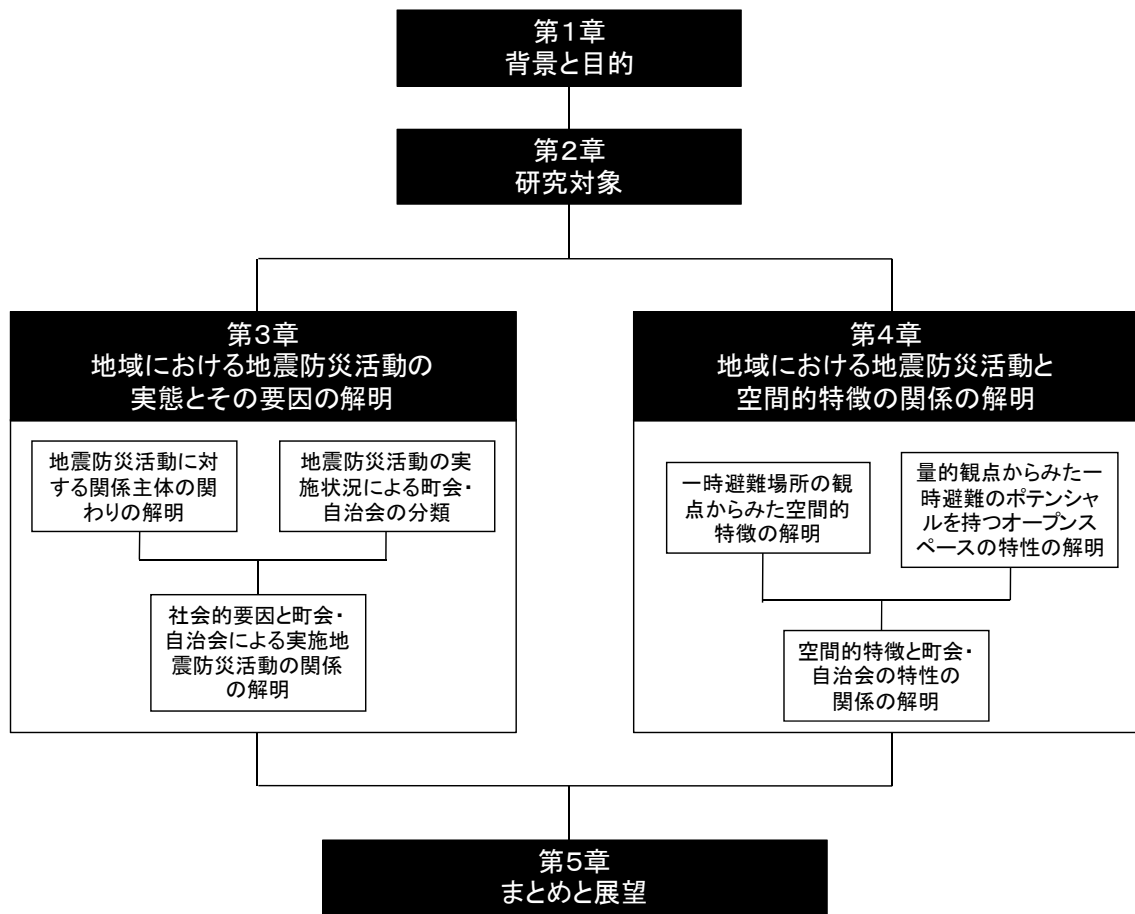 第1章
背景と目的
第2章
研究対象
第3章
地域における地震防災活動の
実態とその要因の解明
地震防災活動に対
する関係主体の関
わりの解明
地震防災活動の実
施状況による町会・
自治会の分類
社会的要因と町会・
自治会による実施地
震防災活動の関係
の解明
第4章
地域における地震防災活動と
空間的特徴の関係の解明
一時避難場所の観
点からみた空間的
特徴の解明
量的観点からみた一
時避難のポテンシャ
ルを持つオープンス
ペースの特性の解明
空間的特徴と町会・
自治会の特性の
関係の解明
第5章
まとめと展望